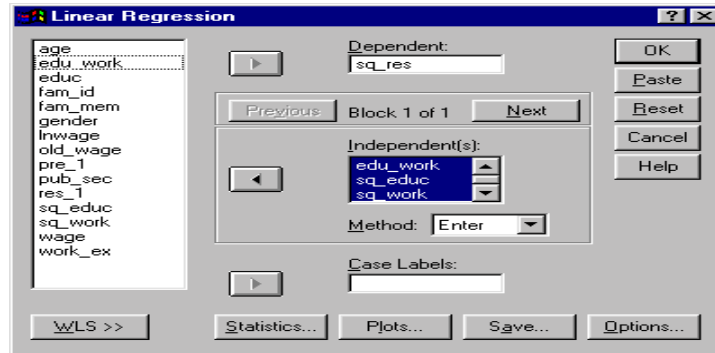 Linear Regression
age
edu_work
educ
fam_id
fam_mem
gender
lnwage
old_wage
pre_1
pub_sec
res_1
sq_educ
sq_work
wage
work_ex
Dependent:
sq_res
Previous Block 1 of 1 Next
Independent(s):
edu_work
sq_educ
sq_work
Method: Enter
Case Labels:
OK
Paste
Reset
Cancel
Help
WLS >> Statistics... Plots... Save... Options...